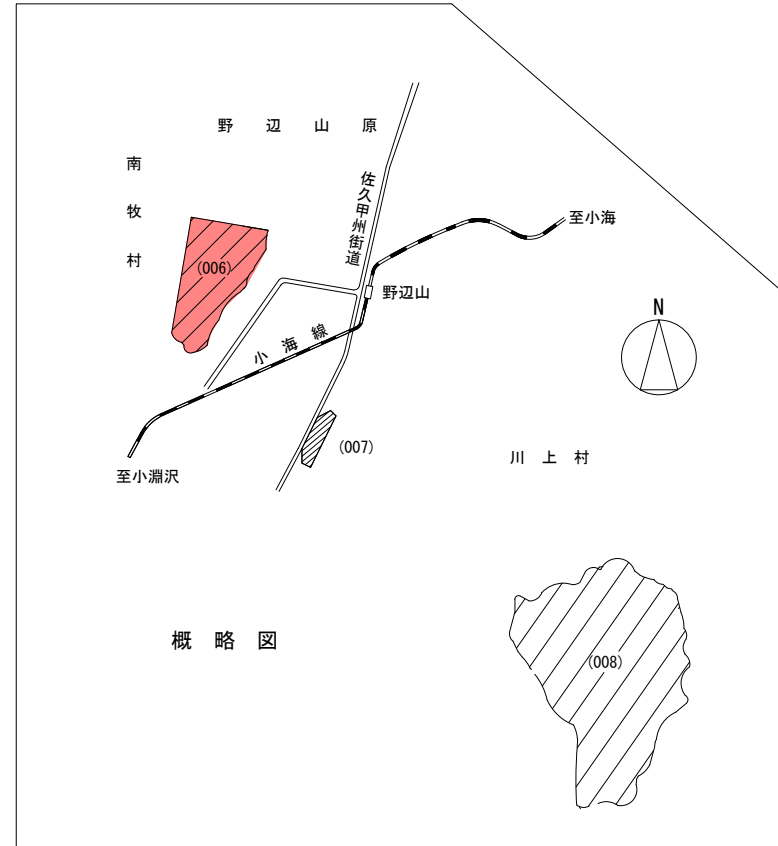 野辺山原
南牧村
佐久甲州街道
至小海
(006)
野辺山
N
小海線
(007)
川上村
至小淵沢
概略図
(008)